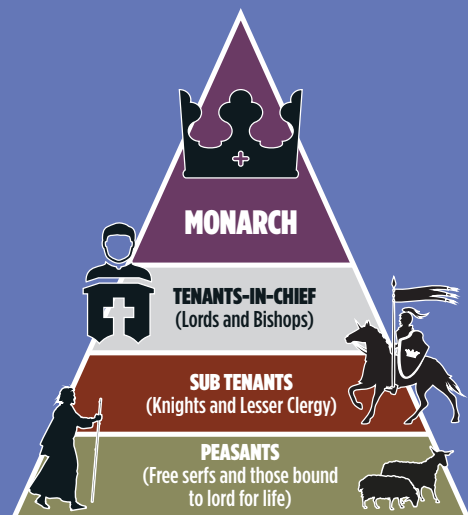 MONARCH
TENANTS-IN-CHIEF
(Lords and Bishops)
SUB TENANTS
(Knights and Lesser Clergy)
PEASANTS
(Free serfs and those bound
to lord for life)